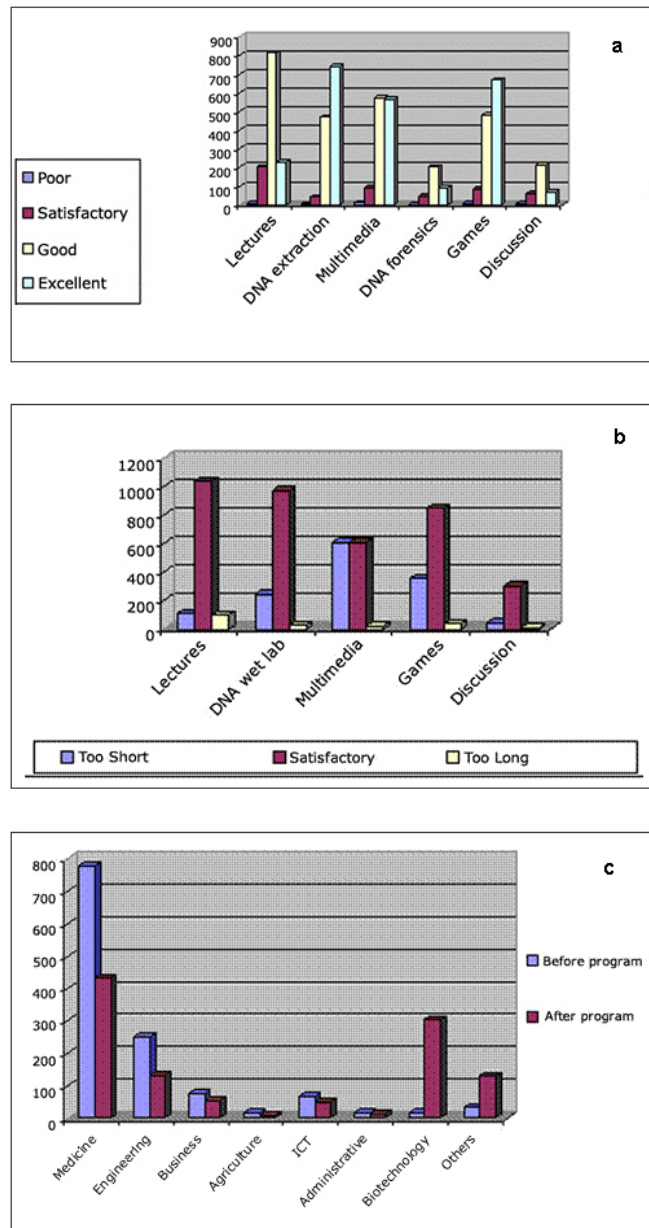 a
900
800
700
600
500
400
300
200
100
0
Lectures
DNA extraction
Multimedia
DNA forensics
Games
Discussion
Poor
Satisfactory
Good
Excellent
b
1200
1000
800
600
400
200
0
Lectures
DNA wet lab
Multimedia
Games
Discussion
Too Short Satisfactory Too Long
c
800
700
600
500
400
300
200
100
0
Medicine
Engineering
Business
Agriculture
ICT
Administrative
Biotechnology
Others
Before program
After program